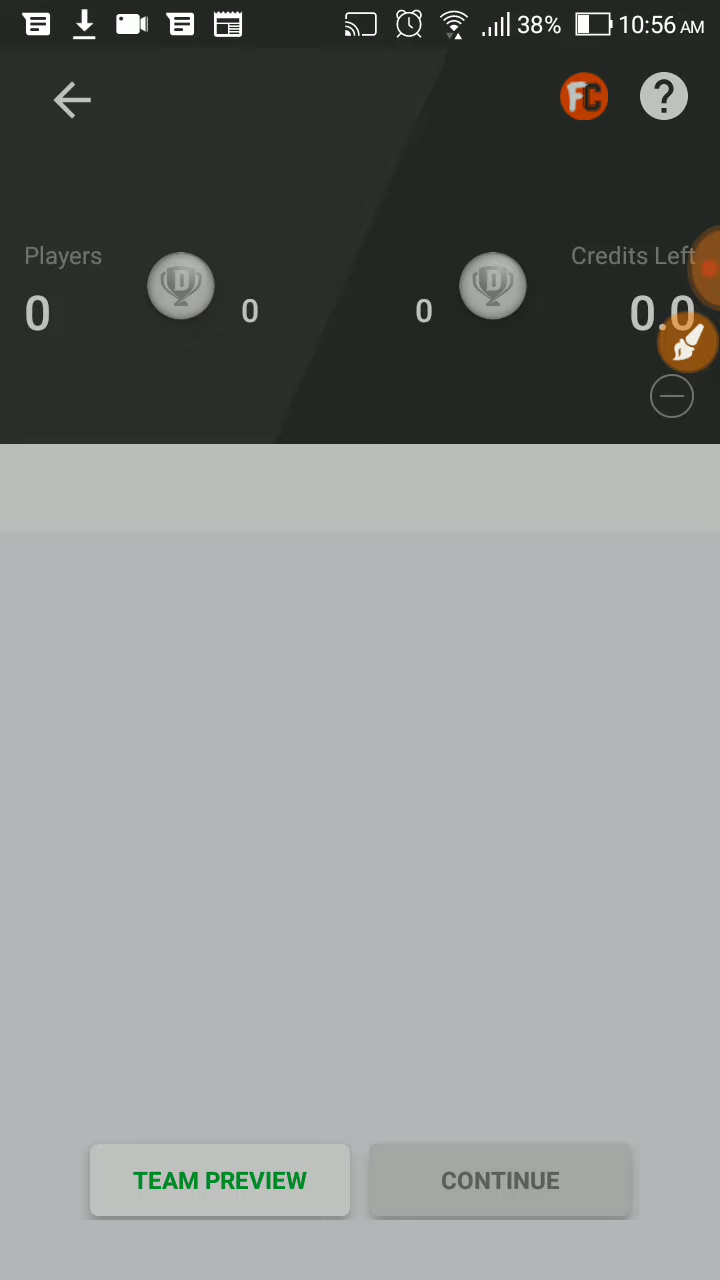 38% 10:56 AM
FC ?
Players Credits Left
D D
0 0 0 0.0
TEAM PREVIEW CONTINUE